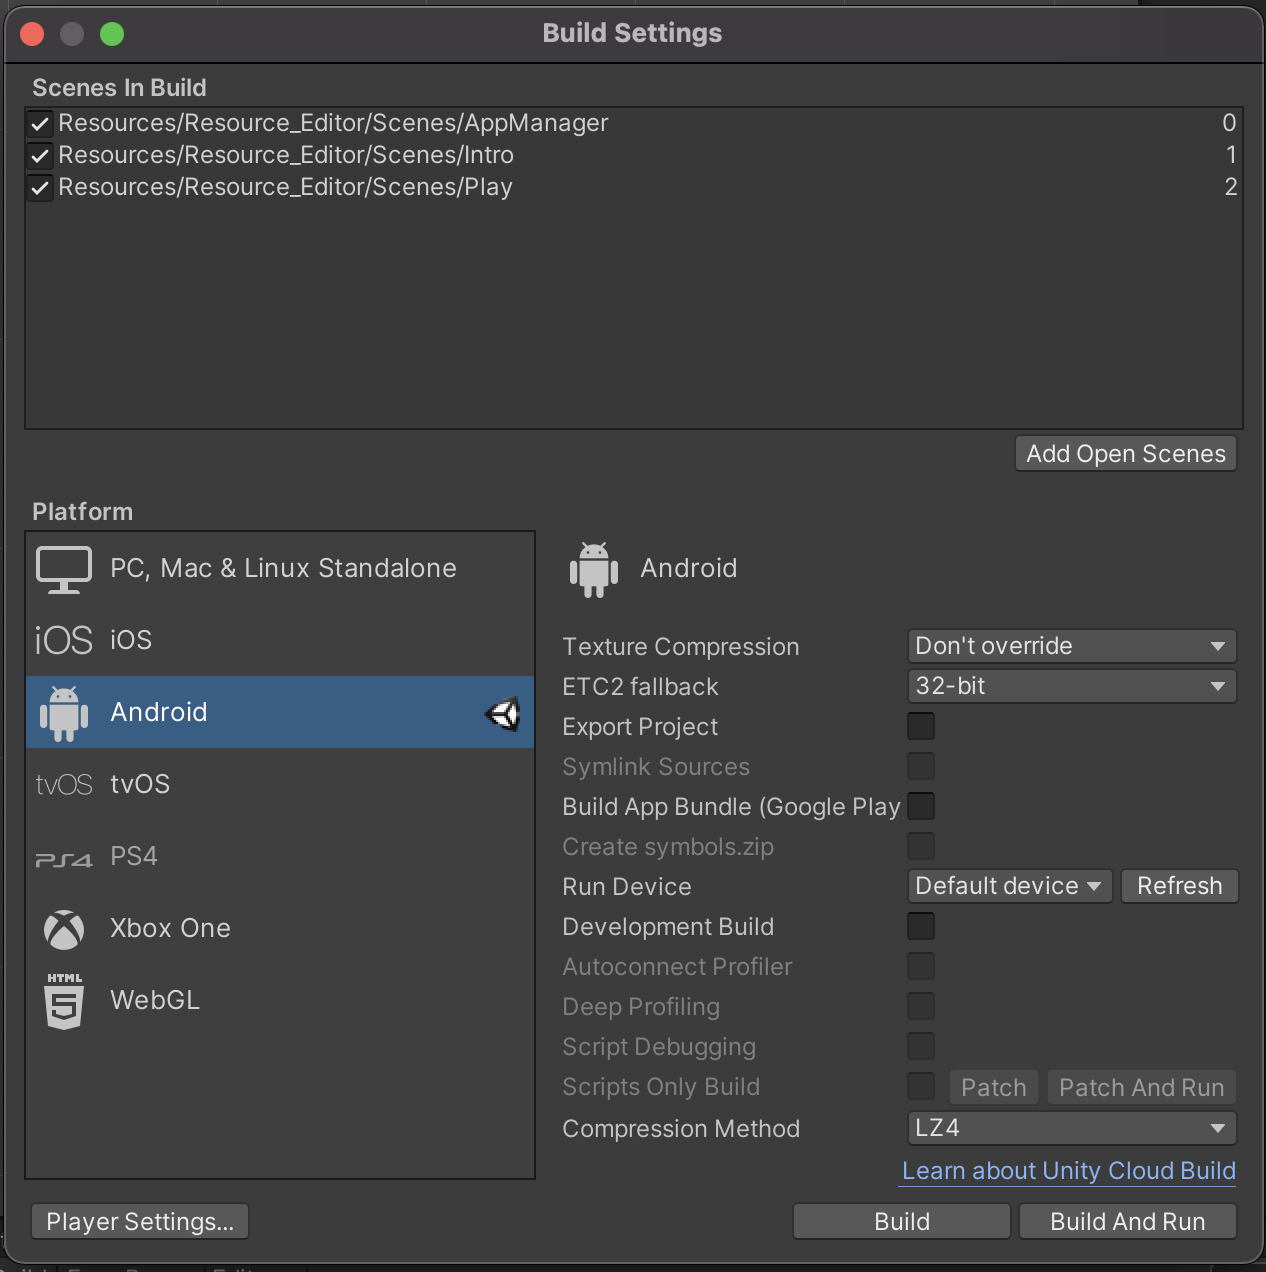 Build Settings
Scenes In Build
Resources/Resource_Editor/Scenes/AppManager 0
Resources/Resource_Editor/Scenes/Intro 1
Resources/Resource_Editor/Scenes/Play 2
Add Open Scenes
Platform
PC, Mac & Linux Standalone
iOS iOS
Android
tvOS tvOS
PS4 PS4
Xbox One
HTML 5 WebGL
Android
Texture Compression Don't override
ETC2 fallback 32-bit
Export Project
Symlink Sources
Build App Bundle (Google Play
Create symbols.zip
Run Device Default device Refresh
Development Build
Autoconnect Profiler
Deep Profiling
Script Debugging
Scripts Only Build Patch Patch And Run
Compression Method LZ4
Learn about Unity Cloud Build
Player Settings... Build Build And Run